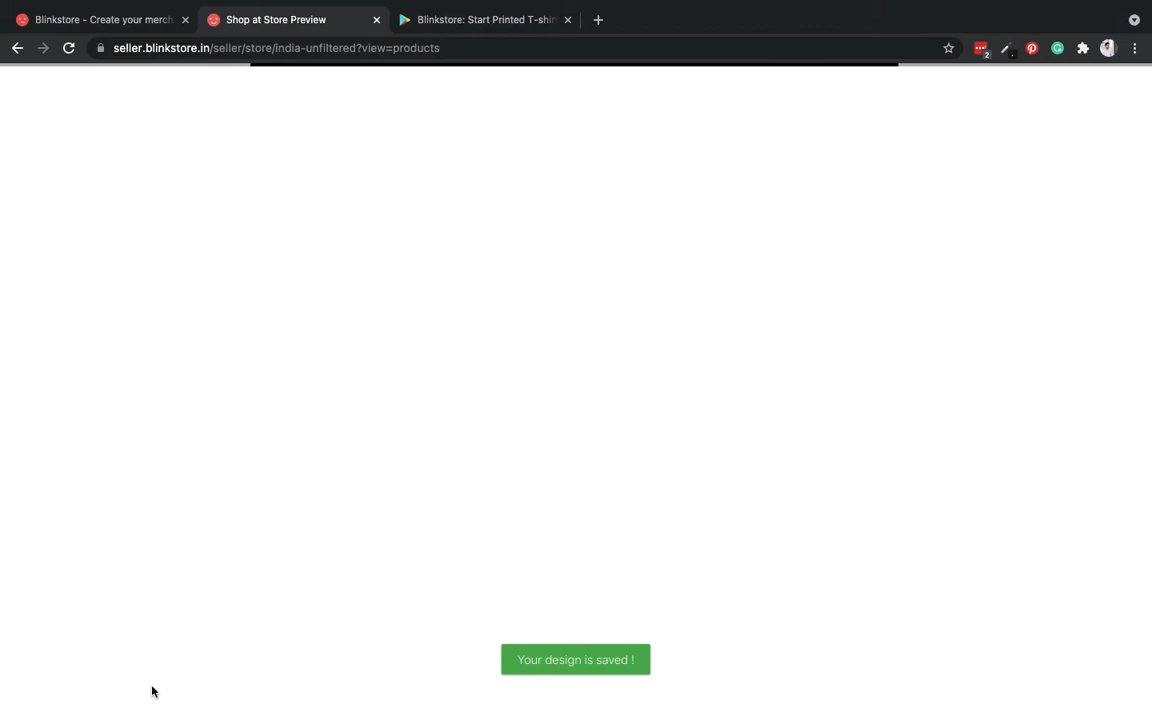 Blinkstore - Create your merch
Shop at Store Preview
Blinkstore: Start Printed T-shir
seller.blinkstore.in/seller/store/india-unfiltered?view=products
2
Your design is saved !